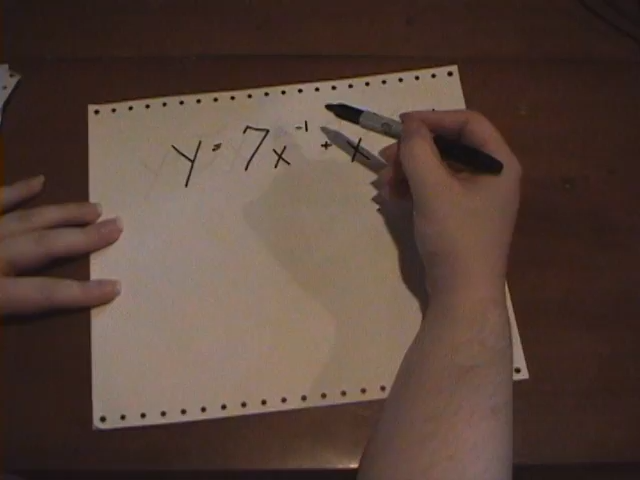 y = 7x⁻¹ + x